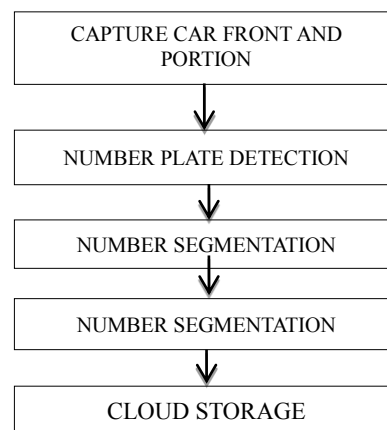 CAPTURE CAR FRONT AND
PORTION
NUMBER PLATE DETECTION
NUMBER SEGMENTATION
NUMBER SEGMENTATION
CLOUD STORAGE